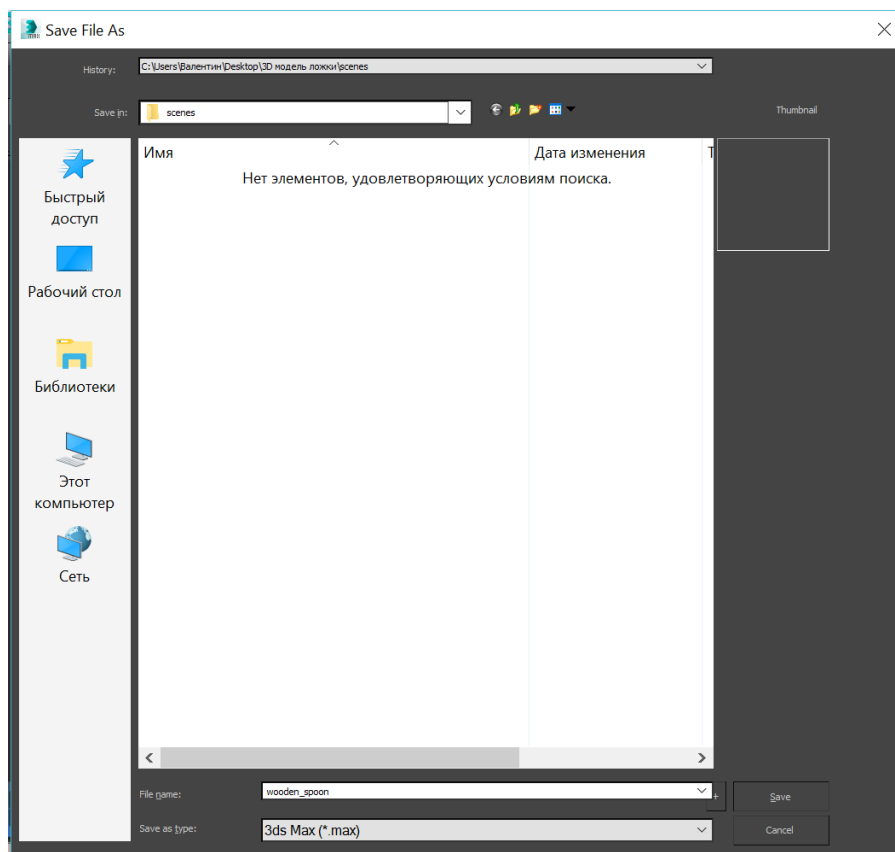 Save File As
History:
C:\Users\Валентин\Desktop\3D модель ложки\scenes
Save in:
scenes
Thumbnail
Имя
Дата изменения
Т
Нет элементов, удовлетворяющих условиям поиска.
Быстрый
доступ
Рабочий стол
Библиотеки
Этот
компьютер
Сеть
File name:
wooden_spoon
+
Save
Save as type:
3ds Max (*.max)
Cancel